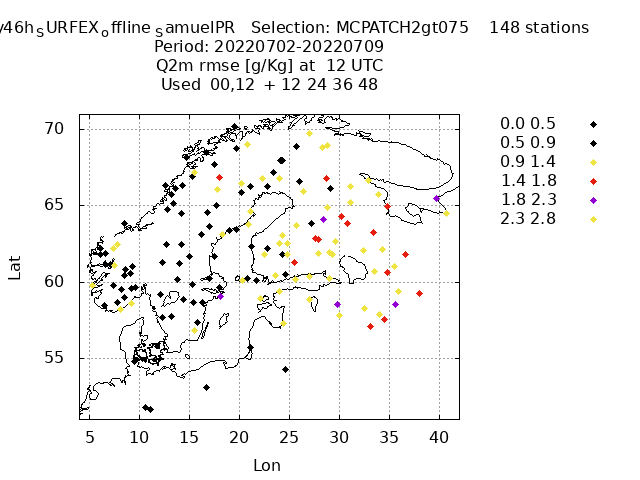 y46h_SURFEX_offline_SamuelPR Selection: MCPATCH2gt075 148 stations
Period: 20220702-20220709
Q2m rmse [g/Kg] at 12 UTC
Used 00,12 + 12 24 36 48
70
65
60
55
5 10 15 20 25 30 35 40
Lat
Lon
0.0 0.5
0.5 0.9
0.9 1.4
1.4 1.8
1.8 2.3
2.3 2.8